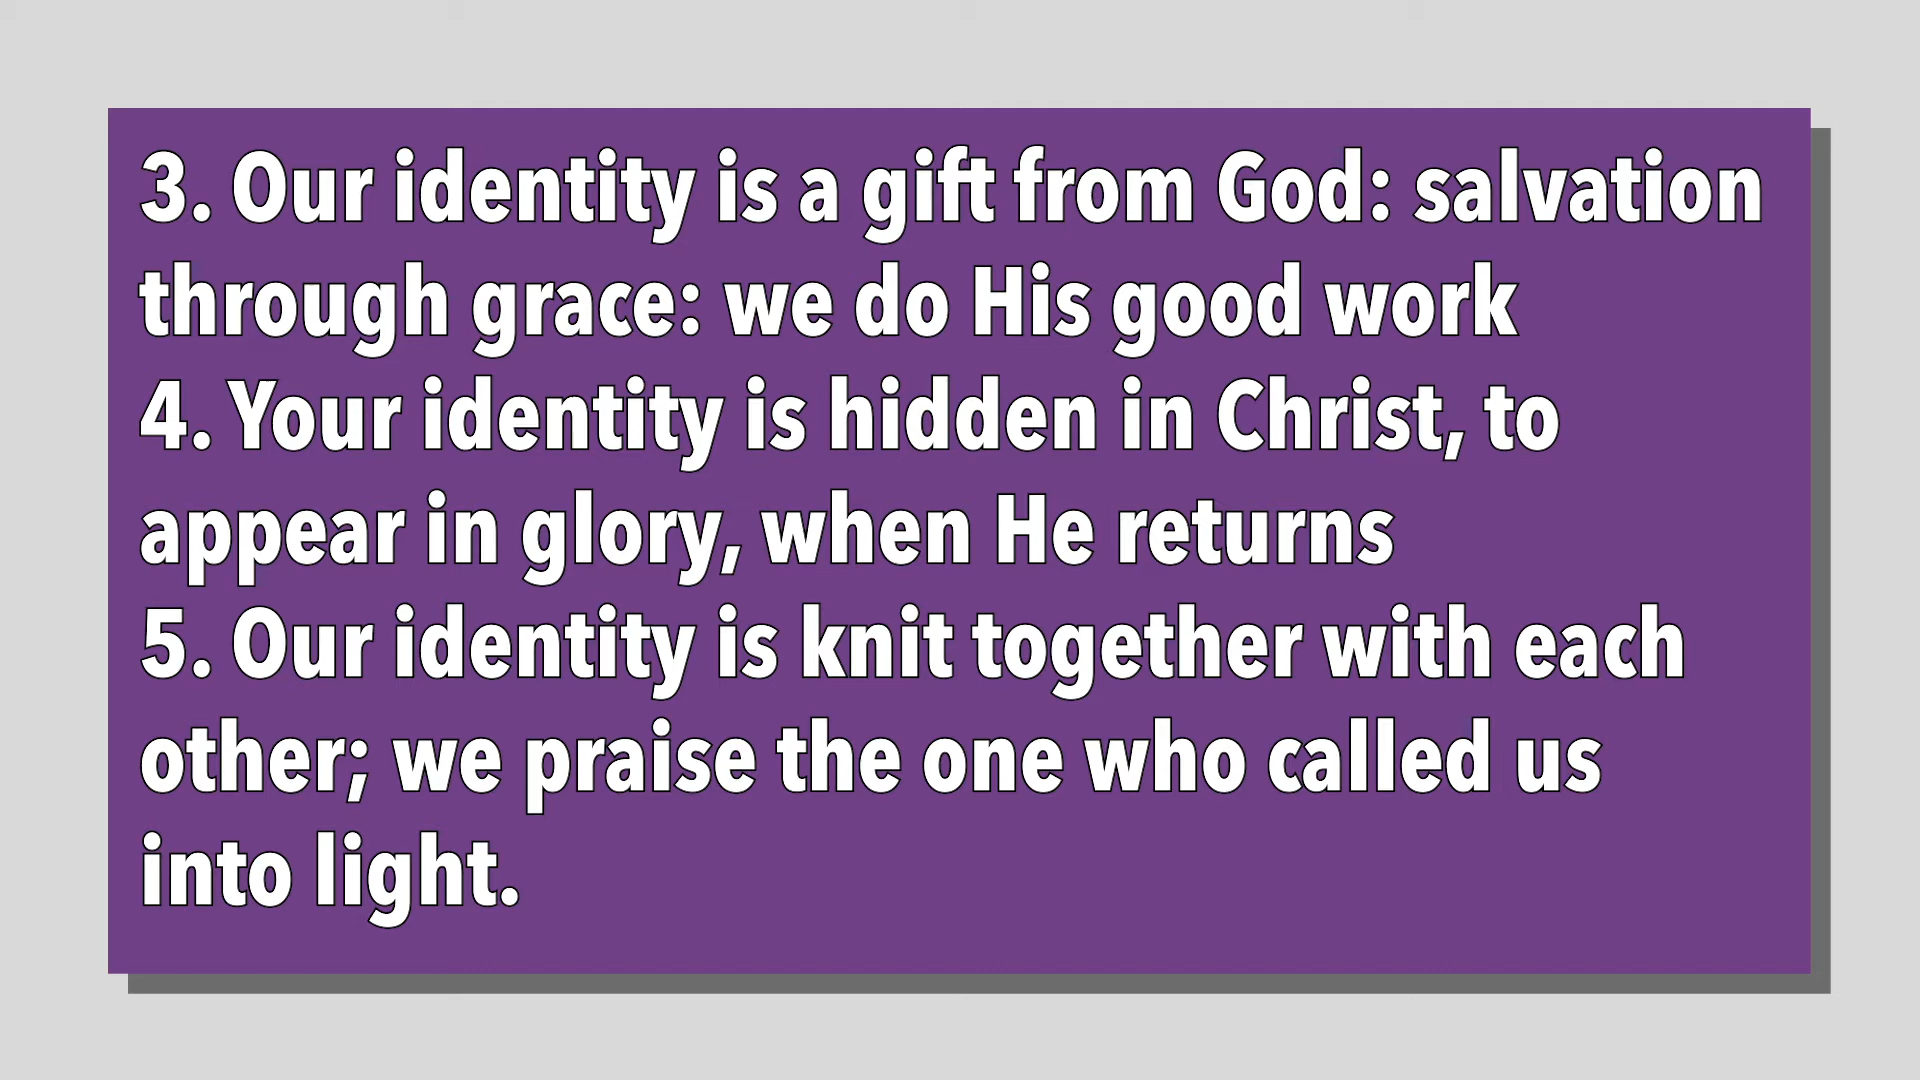 3. Our identity is a gift from God: salvation
through grace: we do His good work
4. Your identity is hidden in Christ, to
appear in glory, when He returns
5. Our identity is knit together with each
other; we praise the one who called us
into light.